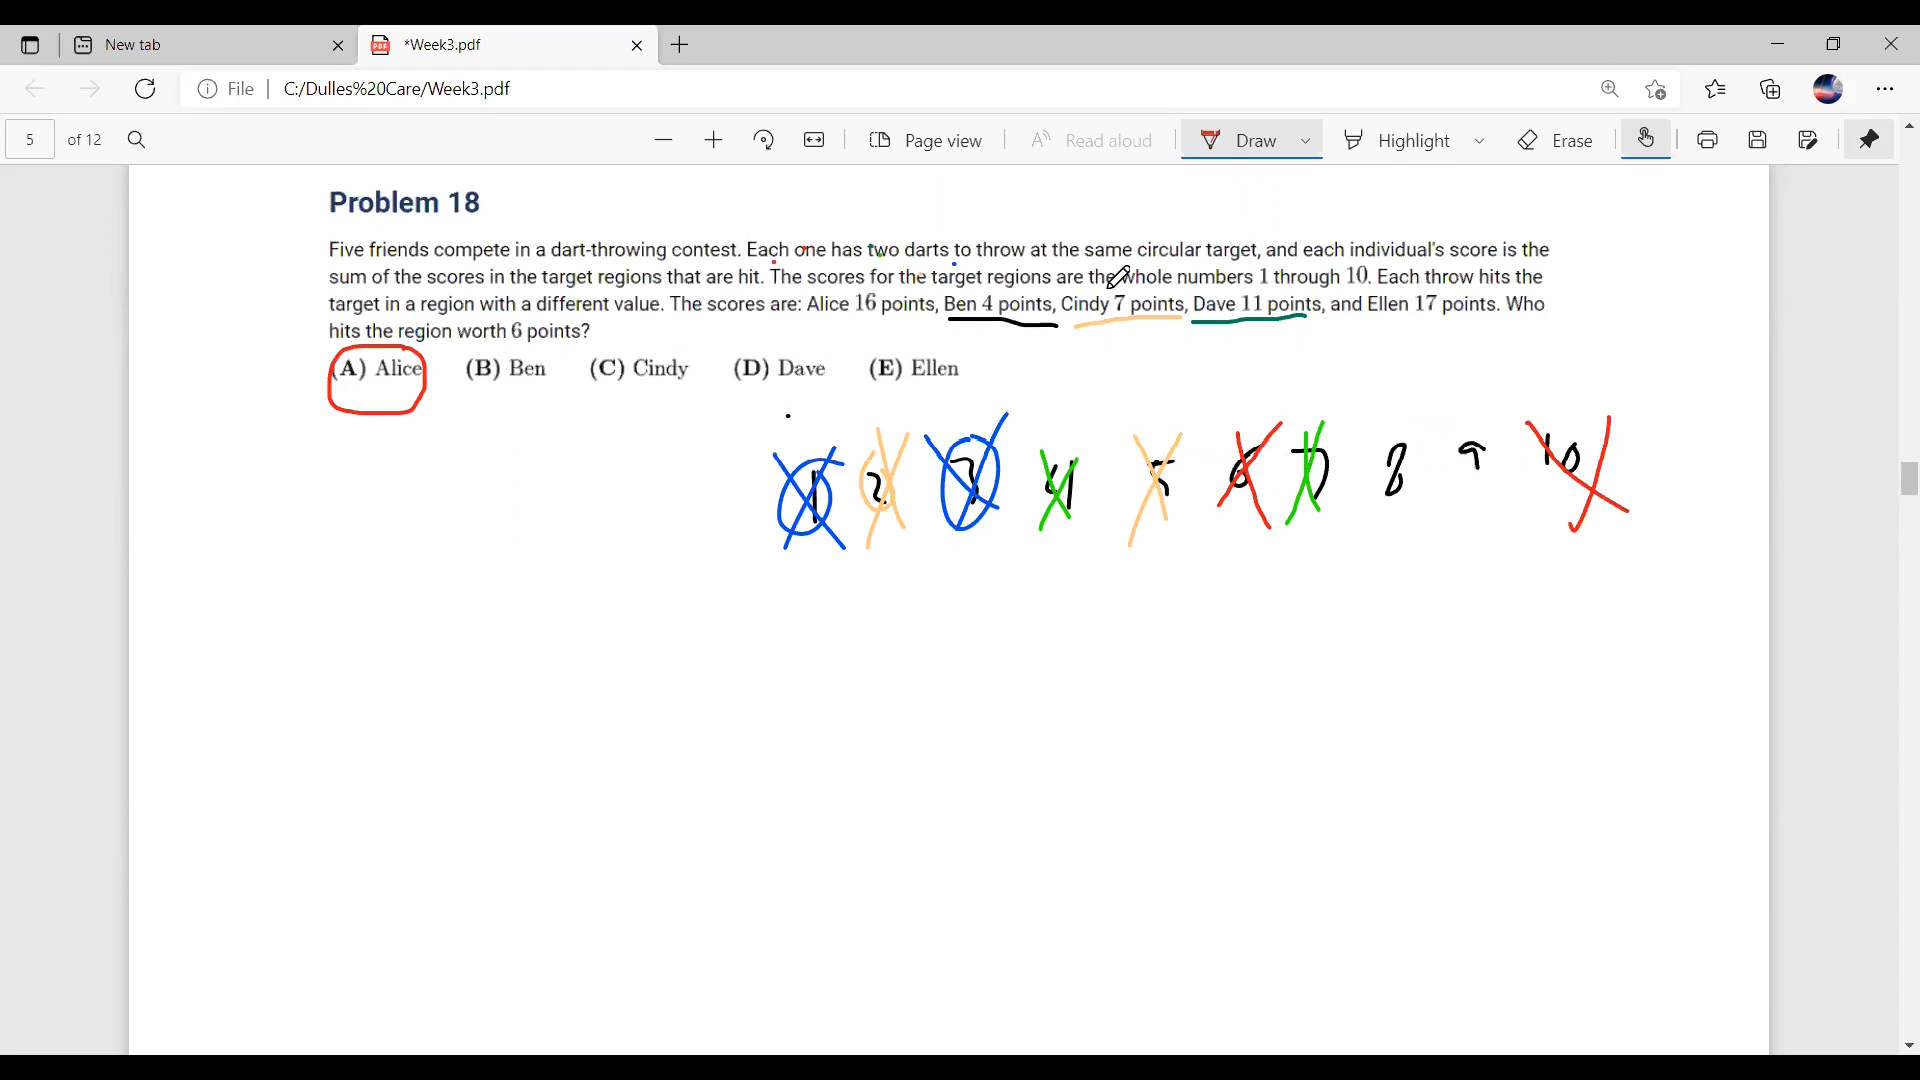 New tab
*Week3.pdf
File C:/Dulles%20Care/Week3.pdf
5 of 12 Page view Read aloud Draw Highlight Erase
Problem 18
Five friends compete in a dart-throwing contest. Each one has two darts to throw at the same circular target, and each individual's score is the
sum of the scores in the target regions that are hit. The scores for the target regions are the whole numbers 1 through 10. Each throw hits the
target in a region with a different value. The scores are: Alice 16 points, Ben 4 points, Cindy 7 points, Dave 11 points, and Ellen 17 points. Who
hits the region worth 6 points?
(A) Alice (B) Ben (C) Cindy (D) Dave (E) Ellen
1 2 3 4 5 6 7 8 9 10